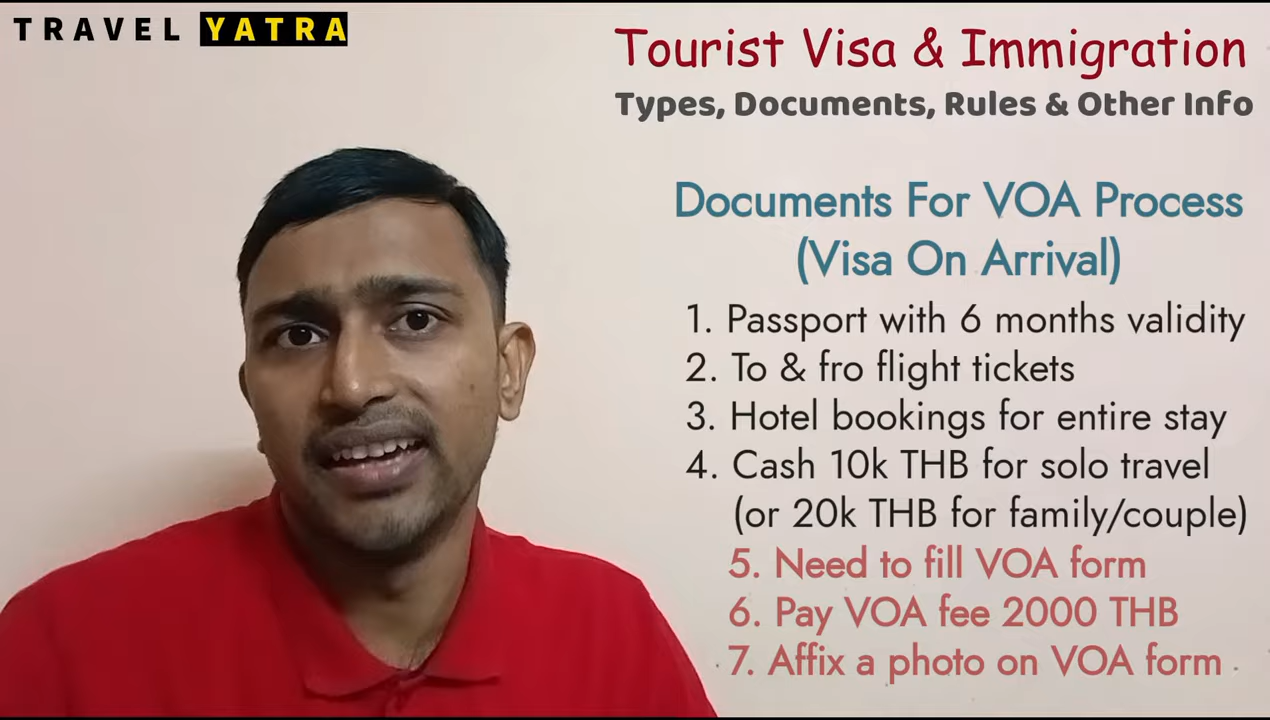 TRAVEL YATRA
Tourist Visa & Immigration
Types, Documents, Rules & Other Info
Documents For VOA Process
(Visa On Arrival)
1. Passport with 6 months validity
2. To & fro flight tickets
3. Hotel bookings for entire stay
4. Cash 10k THB for solo travel
(or 20k THB for family/couple)
5. Need to fill VOA form
6. Pay VOA fee 2000 THB
7. Affix a photo on VOA form